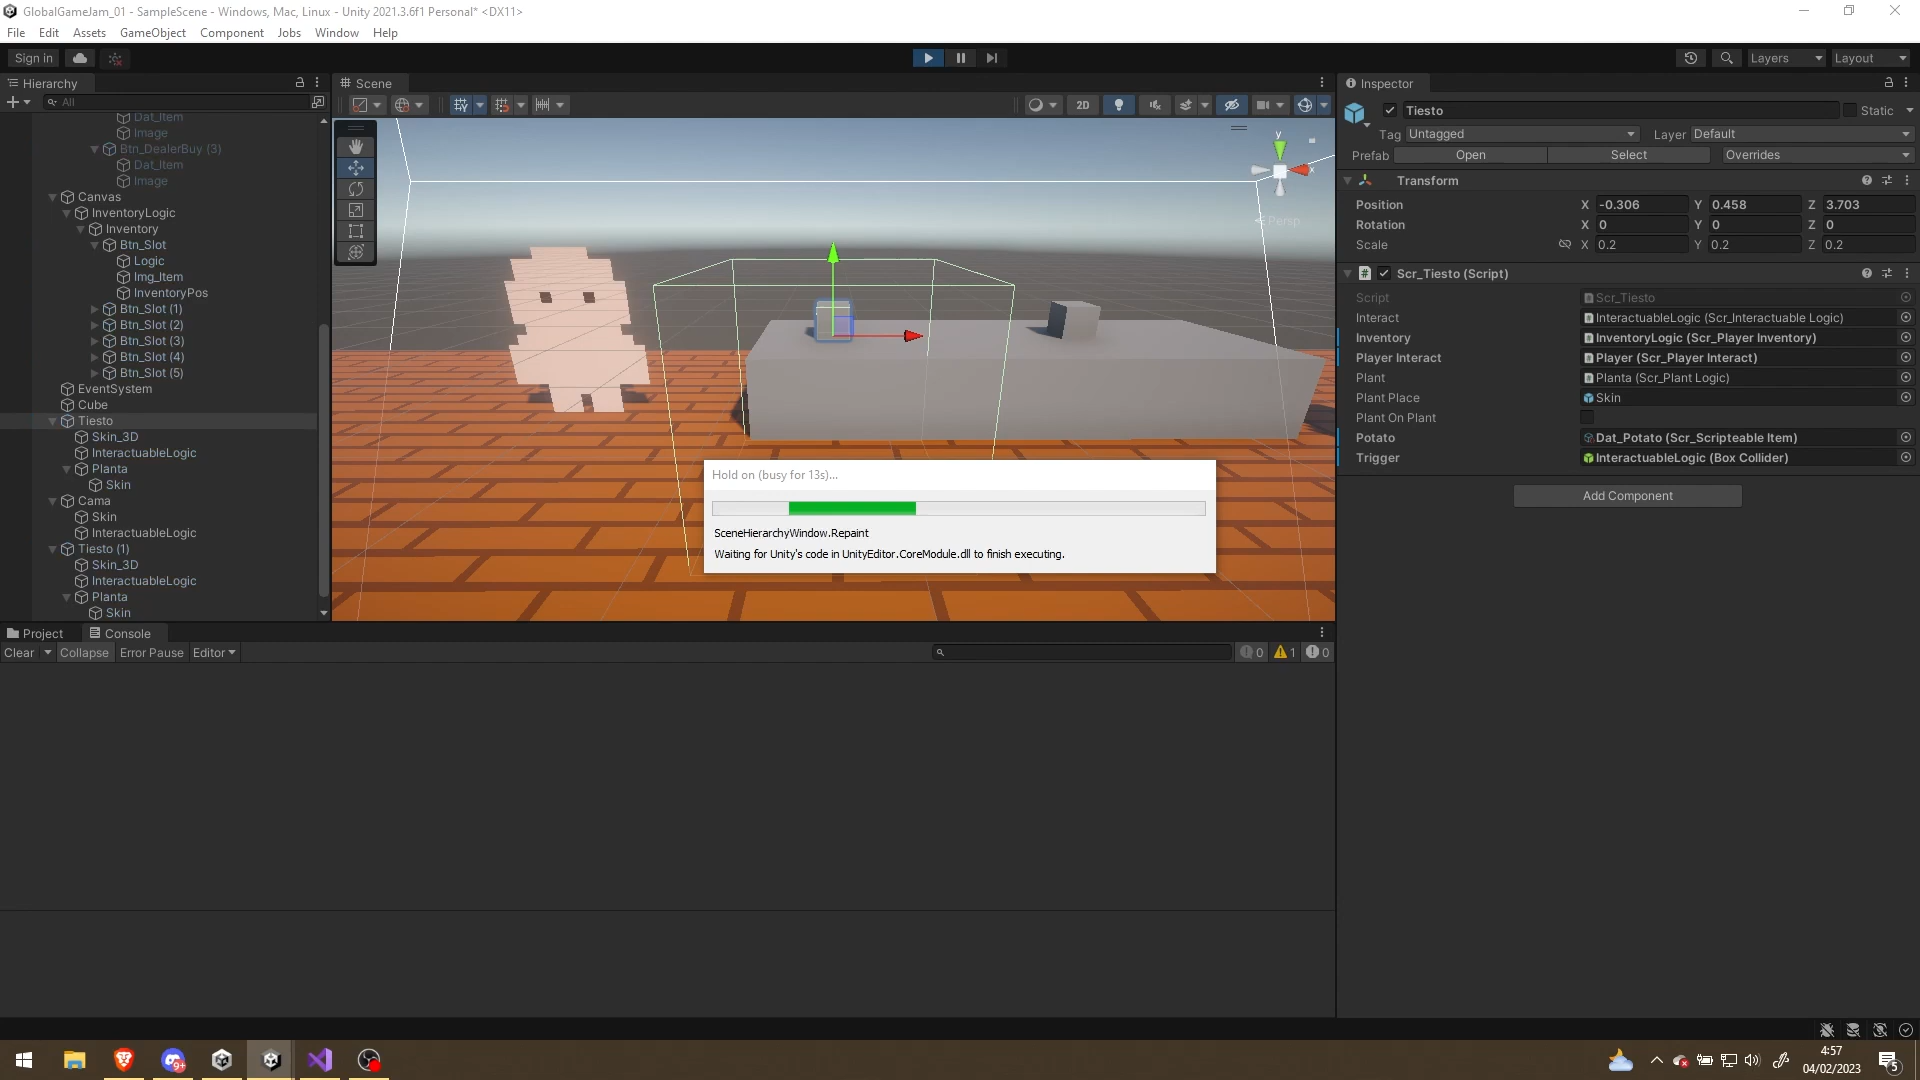 GlobalGameJam_01 - SampleScene - Windows, Mac, Linux - Unity 2021.3.6f1 Personal* <DX11>
File Edit Assets GameObject Component Jobs Window Help
Sign in
Layers Layout
Hierarchy
All
Dat_Item
Image
Btn_DealerBuy (3)
Dat_Item
Image
Canvas
InventoryLogic
Inventory
Btn_Slot
Logic
Img_Item
InventoryPos
Btn_Slot (1)
Btn_Slot (2)
Btn_Slot (3)
Btn_Slot (4)
Btn_Slot (5)
EventSystem
Cube
Tiesto
Skin_3D
InteractuableLogic
Planta
Skin
Cama
Skin
InteractuableLogic
Tiesto (1)
Skin_3D
InteractuableLogic
Planta
Skin
Scene
2D
y
x
Persp
Hold on (busy for 13s)...
SceneHierarchyWindow.Repaint
Waiting for Unity's code in UnityEditor.CoreModule.dll to finish executing.
Inspector
Tiesto Static
Tag Untagged Layer Default
Prefab Open Select Overrides
Transform
Position X -0.306 Y 0.458 Z 3.703
Rotation X 0 Y 0 Z 0
Scale X 0.2 Y 0.2 Z 0.2
# Scr_Tiesto (Script)
Script Scr_Tiesto
Interact InteractuableLogic (Scr_Interactuable Logic)
Inventory InventoryLogic (Scr_Player Inventory)
Player Interact Player (Scr_Player Interact)
Plant Planta (Scr_Plant Logic)
Plant Place Skin
Plant On Plant
Potato Dat_Potato (Scr_Scripteable Item)
Trigger InteractuableLogic (Box Collider)
Add Component
Project Console
Clear Collapse Error Pause Editor 0 1 0
9+
4:57
04/02/2023
5